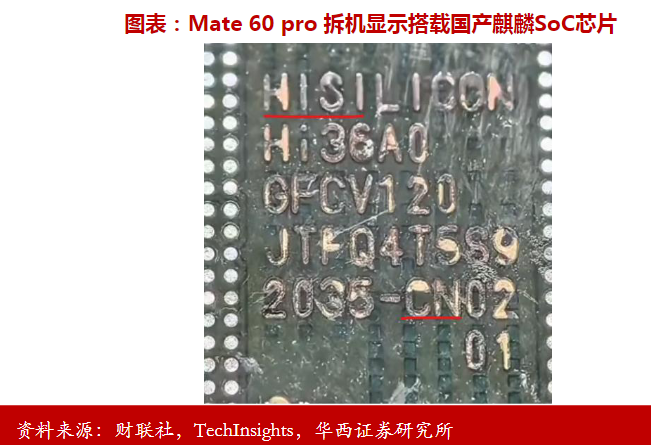 图表：Mate 60 pro 拆机显示搭载国产麒麟SoC芯片
HISILICON
Hi36A0
GFCV120
JTFQ4T5S9
2035-CN02
01
资料来源：财联社，TechInsights，华西证券研究所